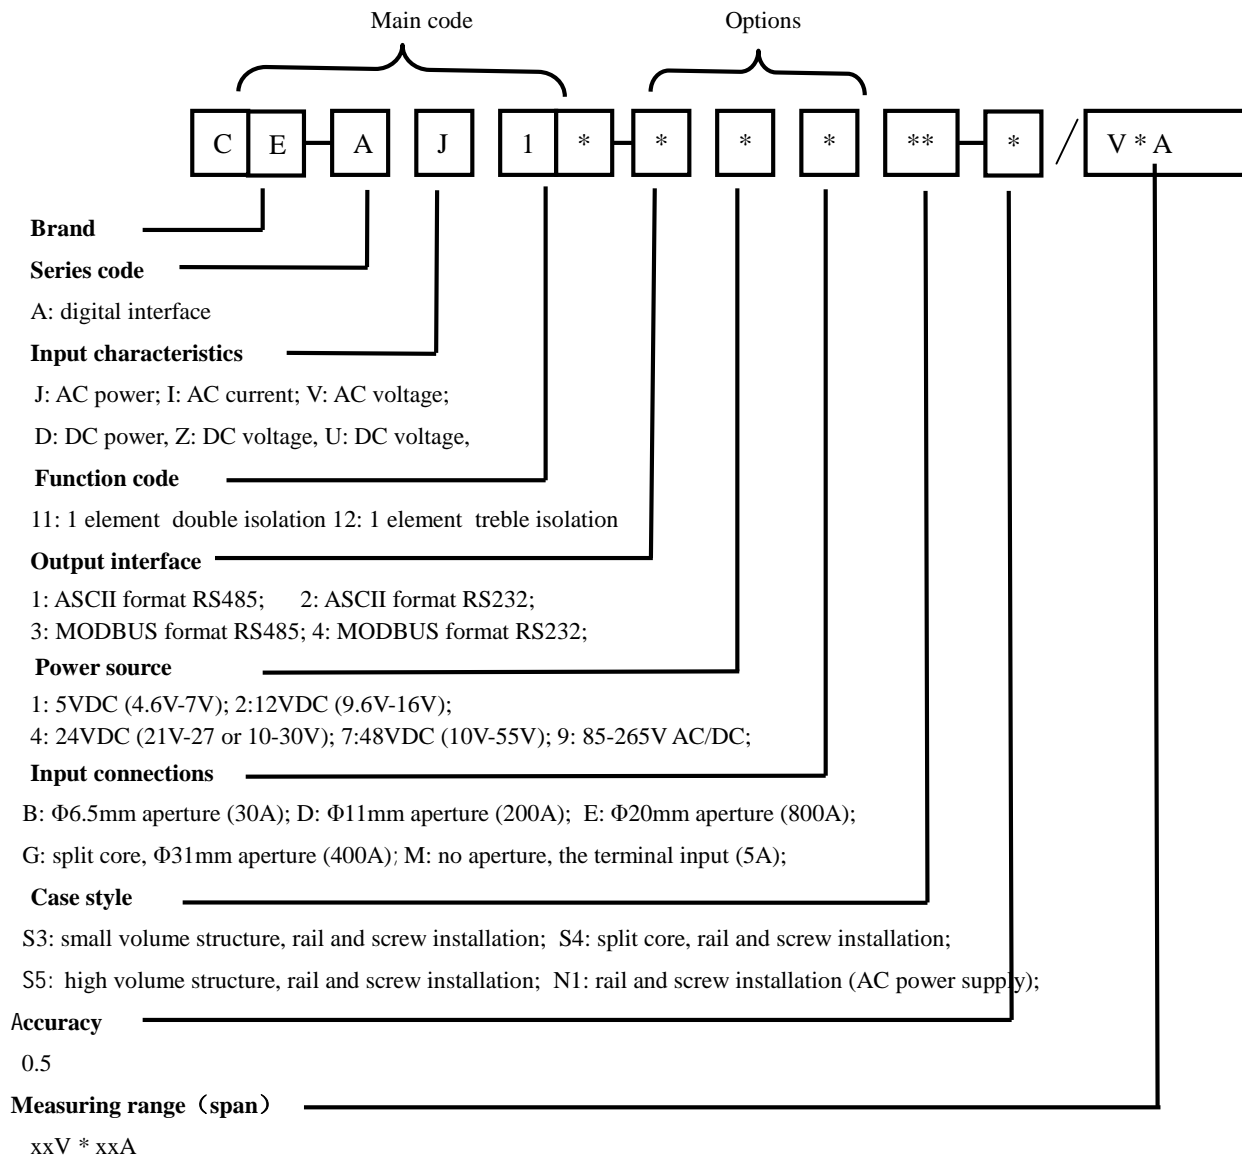 Main code Options
C E A J 1 * * * * ** * / V * A
Brand
Series code
A: digital interface
Input characteristics
J: AC power; I: AC current; V: AC voltage;
D: DC power, Z: DC voltage, U: DC voltage,
Function code
11: 1 element double isolation 12: 1 element treble isolation
Output interface
1: ASCII format RS485; 2: ASCII format RS232;
3: MODBUS format RS485; 4: MODBUS format RS232;
Power source
1: 5VDC (4.6V-7V); 2:12VDC (9.6V-16V);
4: 24VDC (21V-27 or 10-30V); 7:48VDC (10V-55V); 9: 85-265V AC/DC;
Input connections
B: Φ6.5mm aperture (30A); D: Φ11mm aperture (200A); E: Φ20mm aperture (800A);
G: split core, Φ31mm aperture (400A); M: no aperture, the terminal input (5A);
Case style
S3: small volume structure, rail and screw installation; S4: split core, rail and screw installation;
S5: high volume structure, rail and screw installation; N1: rail and screw installation (AC power supply);
Accuracy
0.5
Measuring range（span）
xxV * xxA